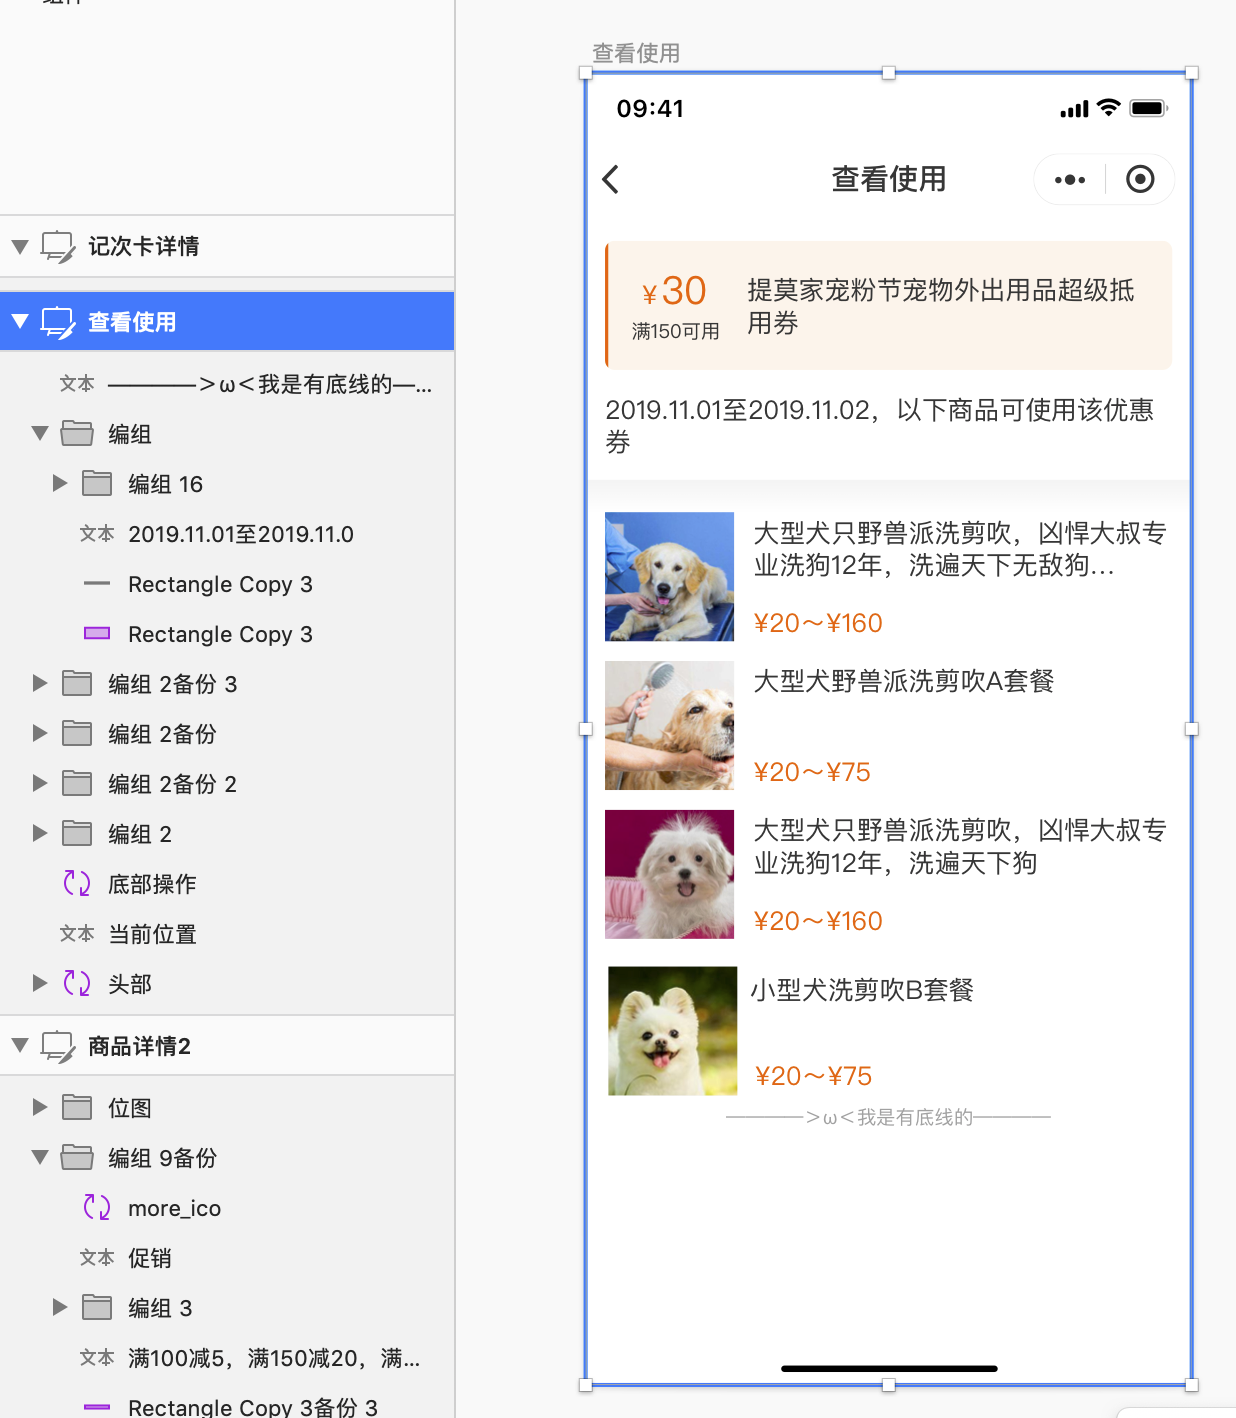 记次卡详情
查看使用
文本 ————＞ω＜我是有底线的—...
编组
编组 16
文本 2019.11.01至2019.11.0
Rectangle Copy 3
Rectangle Copy 3
编组 2备份 3
编组 2备份
编组 2备份 2
编组 2
底部操作
文本 当前位置
头部
商品详情2
位图
编组 9备份
more_ico
文本 促销
编组 3
文本 满100减5，满150减20，满...
Rectangle Copy 3备份 3
查看使用
09:41
查看使用
¥30
满150可用
提莫家宠粉节宠物外出用品超级抵
用券
2019.11.01至2019.11.02，以下商品可使用该优惠
券
大型犬只野兽派洗剪吹，凶悍大叔专
业洗狗12年，洗遍天下无敌狗...
¥20～¥160
大型犬野兽派洗剪吹A套餐
¥20～¥75
大型犬只野兽派洗剪吹，凶悍大叔专
业洗狗12年，洗遍天下狗
¥20～¥160
小型犬洗剪吹B套餐
¥20～¥75
————＞ω＜我是有底线的————